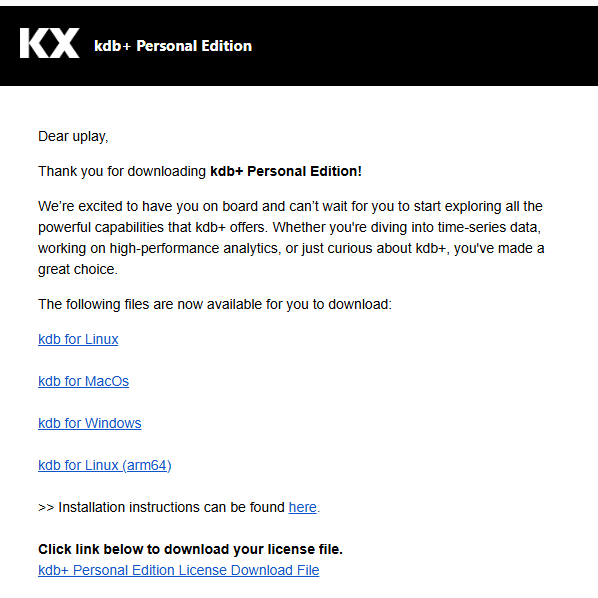 KX kdb+ Personal Edition
Dear uplay,
Thank you for downloading kdb+ Personal Edition!
We’re excited to have you on board and can’t wait for you to start exploring all the
powerful capabilities that kdb+ offers. Whether you're diving into time-series data,
working on high-performance analytics, or just curious about kdb+, you've made a
great choice.
The following files are now available for you to download:
kdb for Linux
kdb for MacOs
kdb for Windows
kdb for Linux (arm64)
>> Installation instructions can be found here.
Click link below to download your license file.
kdb+ Personal Edition License Download File